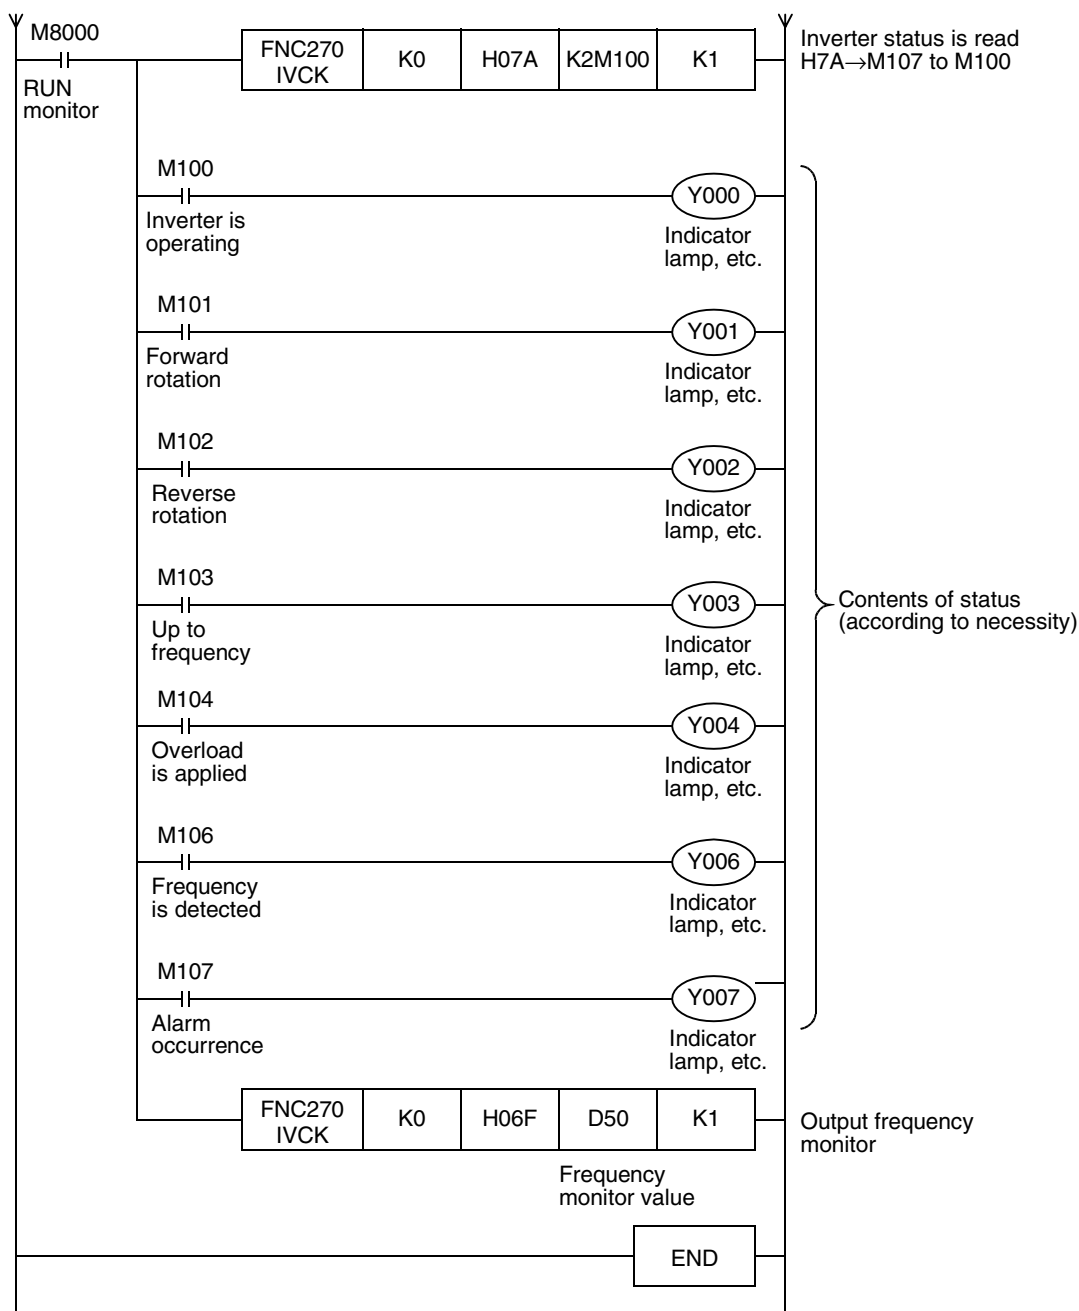 M8000
RUN
monitor
FNC270
IVCK
K0
H07A
K2M100
K1
Inverter status is read
H7A→M107 to M100
M100
Inverter is
operating
Y000
Indicator
lamp, etc.
M101
Forward
rotation
Y001
Indicator
lamp, etc.
M102
Reverse
rotation
Y002
Indicator
lamp, etc.
M103
Up to
frequency
Y003
Indicator
lamp, etc.
Contents of status
(according to necessity)
M104
Overload
is applied
Y004
Indicator
lamp, etc.
M106
Frequency
is detected
Y006
Indicator
lamp, etc.
M107
Alarm
occurrence
Y007
Indicator
lamp, etc.
FNC270
IVCK
K0
H06F
D50
K1
Output frequency
monitor
Frequency
monitor value
END